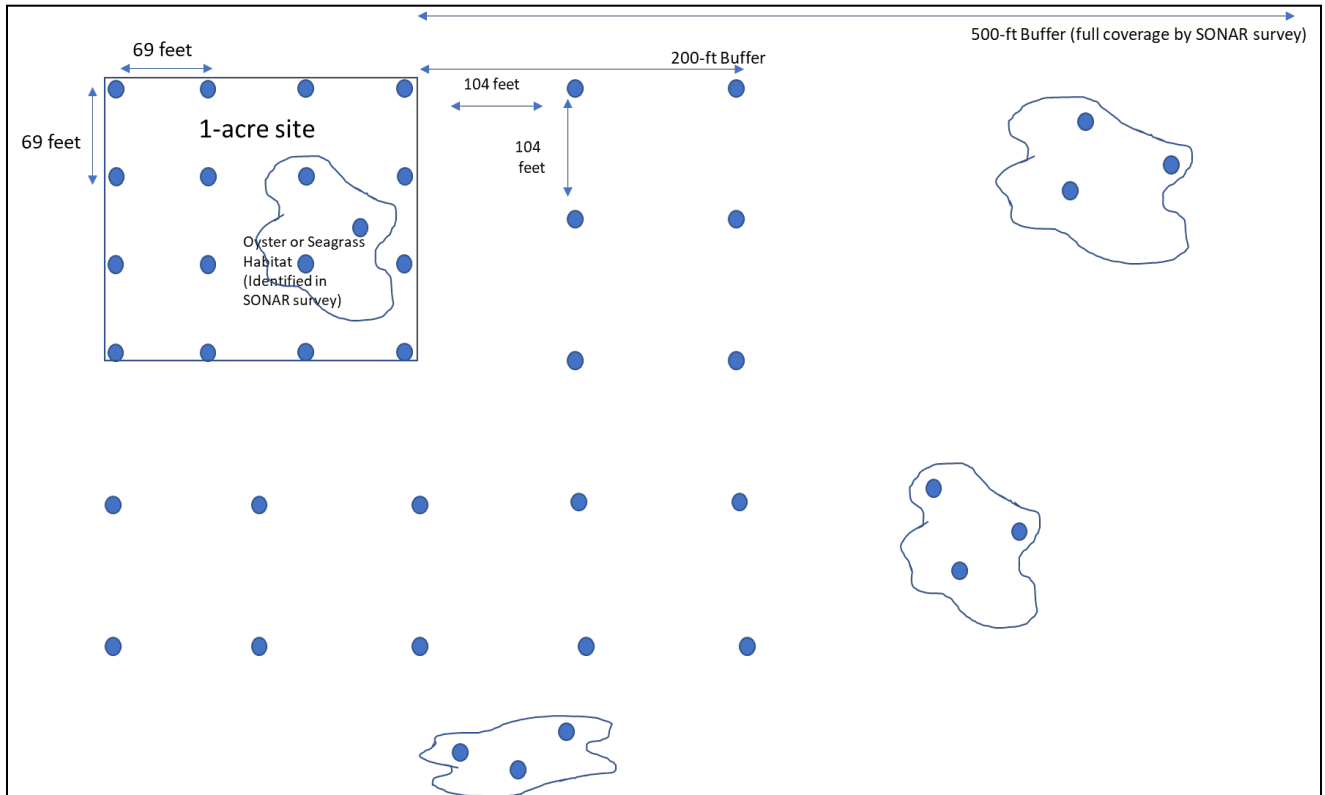 500-ft Buffer (full coverage by SONAR survey)
69 feet
200-ft Buffer
104 feet
1-acre site
69 feet
104
feet
Oyster or Seagrass
Habitat
(Identified in
SONAR survey)